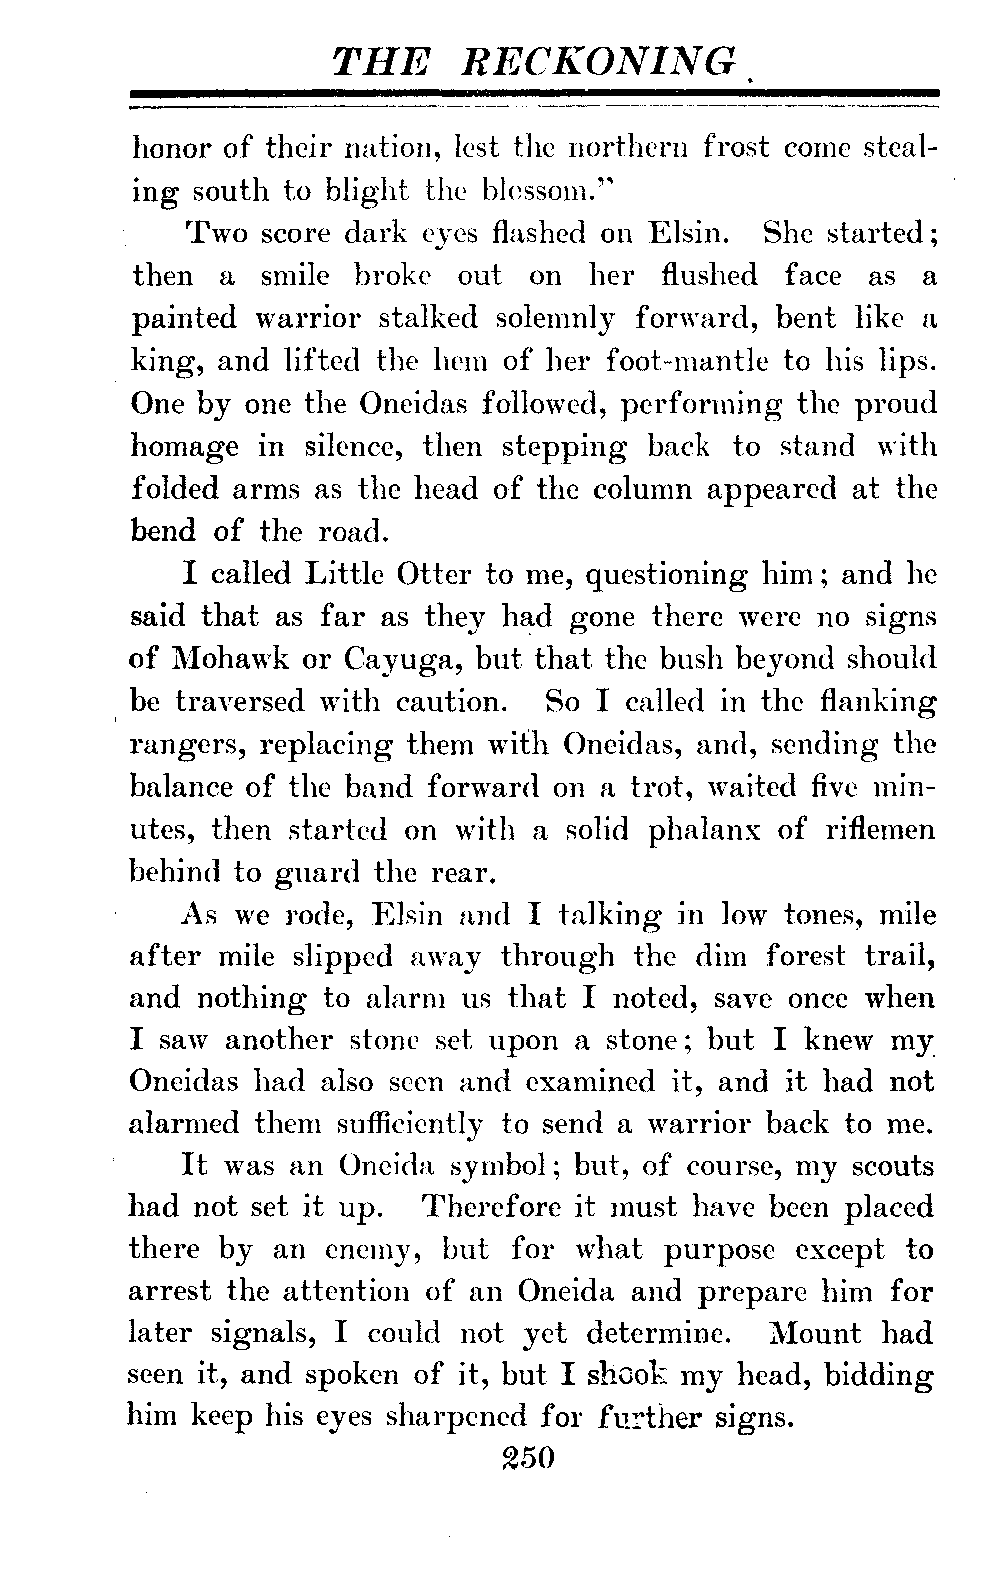 THE RECKONING
honor of their nation, lest the northern frost come steal-
ing south to blight the blossom."
Two score dark eyes flashed on Elsin. She started;
then a smile broke out on her flushed face as a
painted warrior stalked solemnly forward, bent like a
king, and lifted the hem of her foot-mantle to his lips.
One by one the Oneidas followed, performing the proud
homage in silence, then stepping back to stand with
folded arms as the head of the column appeared at the
bend of the road.
I called Little Otter to me, questioning him; and he
said that as far as they had gone there were no signs
of Mohawk or Cayuga, but that the bush beyond should
be traversed with caution. So I called in the flanking
rangers, replacing them with Oneidas, and, sending the
balance of the band forward on a trot, waited five min-
utes, then started on with a solid phalanx of riflemen
behind to guard the rear.
As we rode, Elsin and I talking in low tones, mile
after mile slipped away through the dim forest trail,
and nothing to alarm us that I noted, save once when
I saw another stone set upon a stone; but I knew my
Oneidas had also seen and examined it, and it had not
alarmed them sufficiently to send a warrior back to me.
It was an Oneida symbol; but, of course, my scouts
had not set it up. Therefore it must have been placed
there by an enemy, but for what purpose except to
arrest the attention of an Oneida and prepare him for
later signals, I could not yet determine. Mount had
seen it, and spoken of it, but I shook my head, bidding
him keep his eyes sharpened for further signs.
250